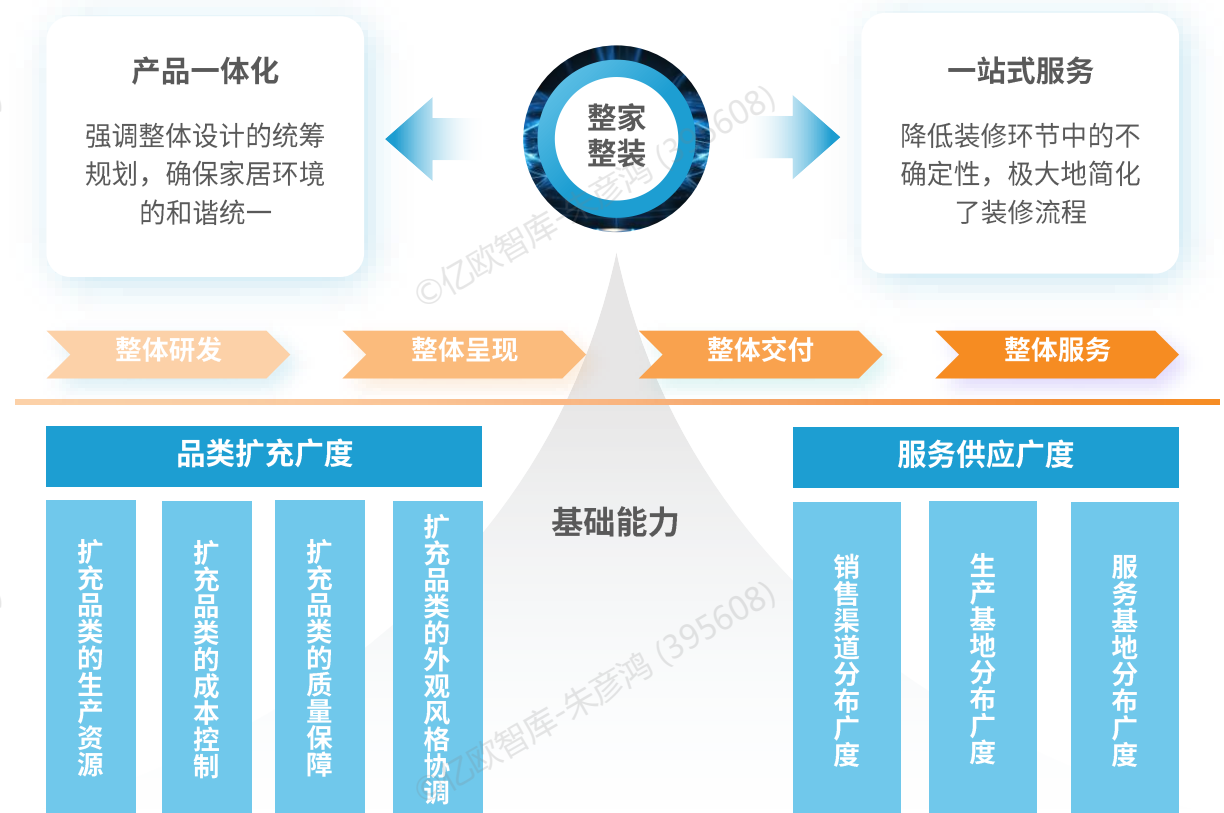 产品一体化
强调整体设计的统筹
规划，确保家居环境
的和谐统一
整家
整装
一站式服务
降低装修环节中的不
确定性，极大地简化
了装修流程
©亿欧智库-朱彦鸿 (395608)
整体研发
整体呈现
整体交付
整体服务
品类扩充广度
服务供应广度
基础能力
扩充品类的生产资源
扩充品类的成本控制
扩充品类的质量保障
扩充品类的外观风格协调
销售渠道分布广度
生产基地分布广度
服务基地分布广度
©亿欧智库-朱彦鸿 (395608)